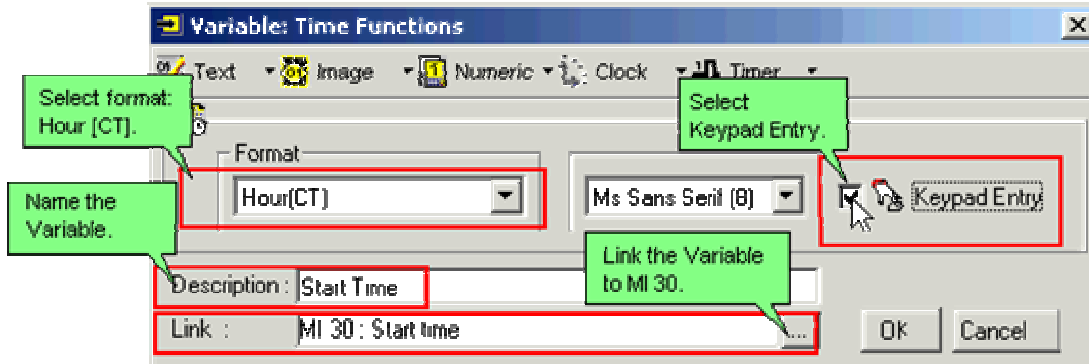 Variable: Time Functions
Text Image Numeric Clock Timer
Select format:
Hour [CT].
Select
Keypad Entry.
Format
Hour(CT)
Ms Sans Serif (8)
Keypad Entry
Name the
Variable.
Link the Variable
to MI 30.
Description : Start Time
Link : MI 30 : Start time ...
OK Cancel